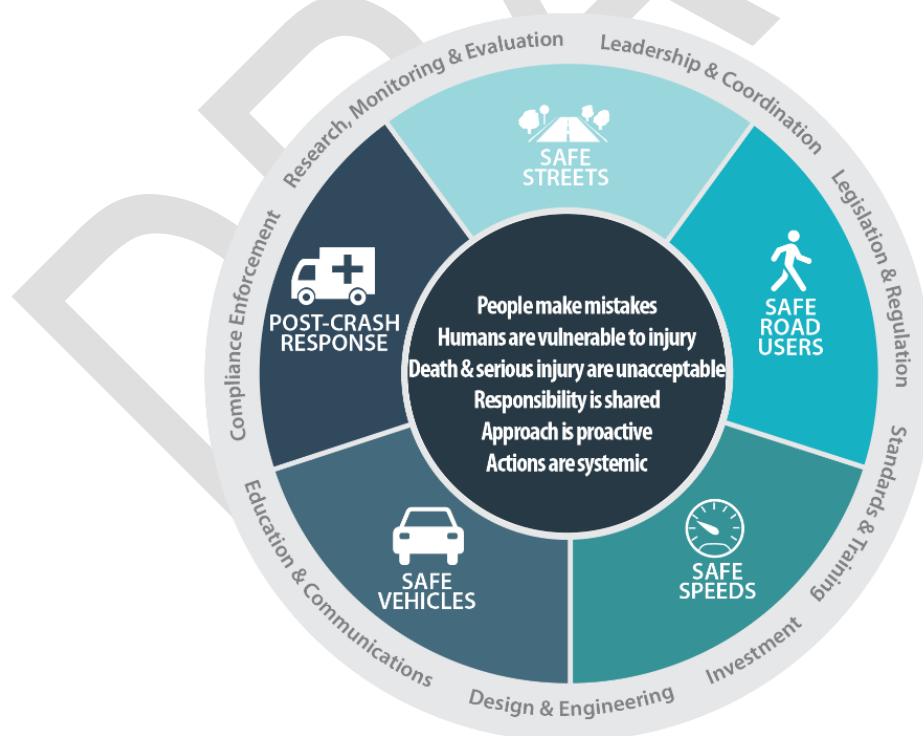 Research, Monitoring & Evaluation
Leadership & Coordination
Legislation & Regulation
Standards & Training
Investment
Design & Engineering
Education & Communications
Compliance Enforcement
SAFE
STREETS
SAFE
ROAD
USERS
SAFE
SPEEDS
SAFE
VEHICLES
POST-CRASH
RESPONSE
People make mistakes
Humans are vulnerable to injury
Death & serious injury are unacceptable
Responsibility is shared
Approach is proactive
Actions are systemic